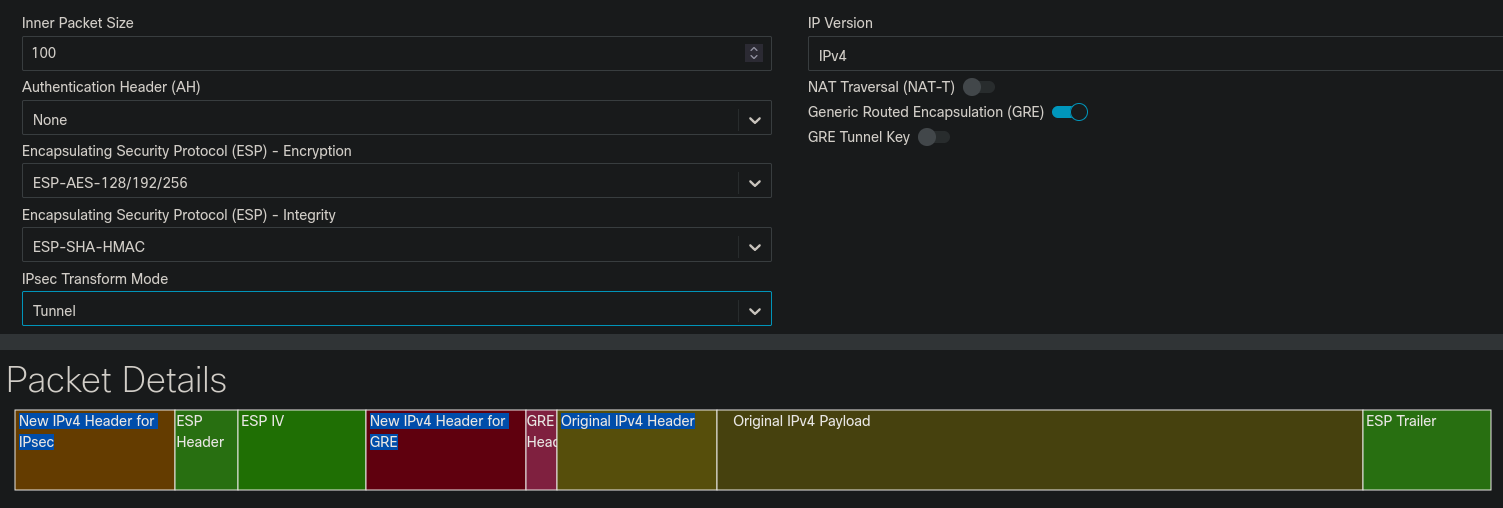 Inner Packet Size
100
Authentication Header (AH)
None
Encapsulating Security Protocol (ESP) - Encryption
ESP-AES-128/192/256
Encapsulating Security Protocol (ESP) - Integrity
ESP-SHA-HMAC
IPsec Transform Mode
Tunnel
IP Version
IPv4
NAT Traversal (NAT-T)
Generic Routed Encapsulation (GRE)
GRE Tunnel Key
Packet Details
New IPv4 Header for
IPsec
ESP
Header
ESP IV
New IPv4 Header for
GRE
GRE
Head
Original IPv4 Header
Original IPv4 Payload
ESP Trailer